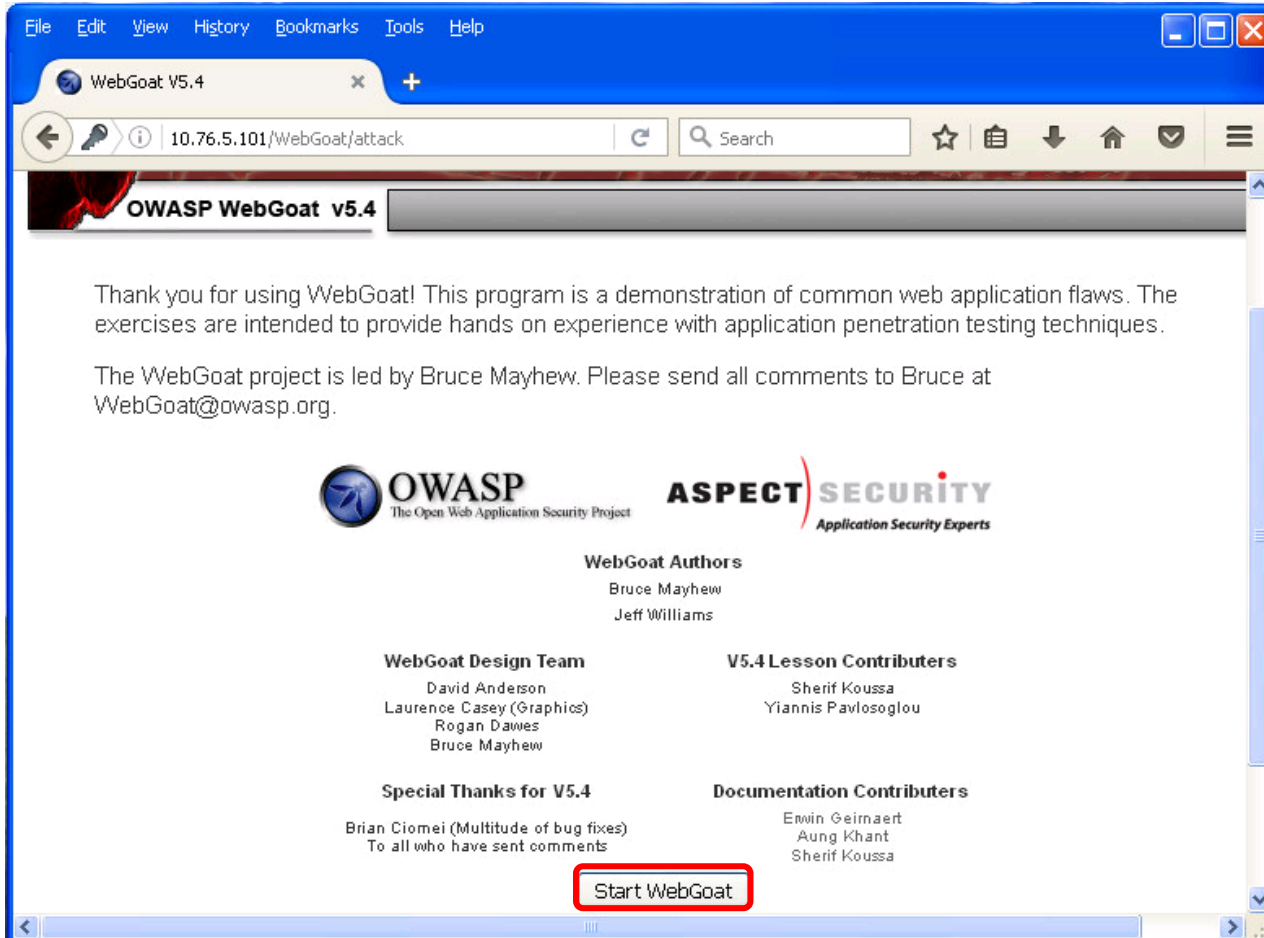 File Edit View History Bookmarks Tools Help
WebGoat V5.4
10.76.5.101/WebGoat/attack
Search
OWASP WebGoat v5.4
Thank you for using WebGoat! This program is a demonstration of common web application flaws. The
exercises are intended to provide hands on experience with application penetration testing techniques.
The WebGoat project is led by Bruce Mayhew. Please send all comments to Bruce at
WebGoat@owasp.org.
OWASP
The Open Web Application Security Project
ASPECT SECURITY
Application Security Experts
WebGoat Authors
Bruce Mayhew
Jeff Williams
WebGoat Design Team
David Anderson
Laurence Casey (Graphics)
Rogan Dawes
Bruce Mayhew
V5.4 Lesson Contributers
Sherif Koussa
Yiannis Pavlosoglou
Special Thanks for V5.4
Brian Ciomei (Multitude of bug fixes)
To all who have sent comments
Documentation Contributers
Erwin Geirnaert
Aung Khant
Sherif Koussa
Start WebGoat